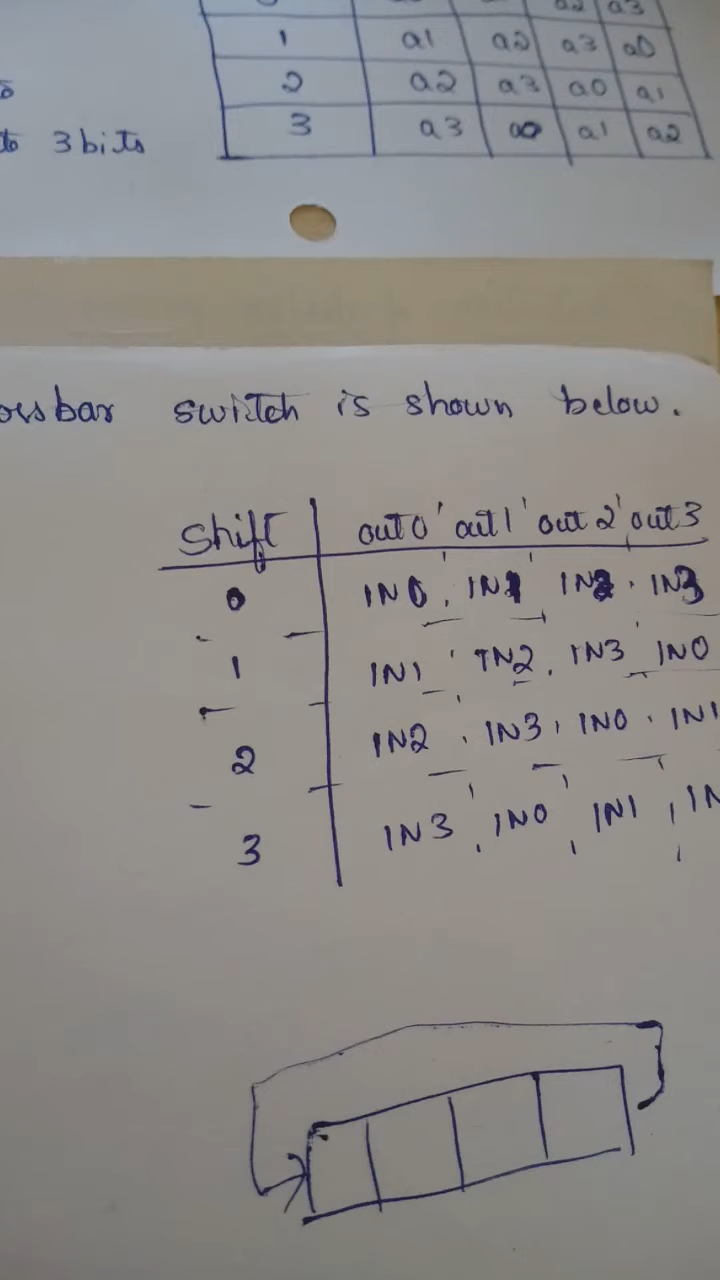 a2 a3
1 a1 a2 a3 a0
2 a2 a3 a0 a1
to 3 bits
3 a3 a0 a1 a2
switch is shown below.
Shift out0 out1 out2 out3
0 IN0 IN1 IN2 IN3
1 IN1 IN2 IN3 IN0
2 IN2 IN3 IN0 IN1
3 IN3 IN0 IN1